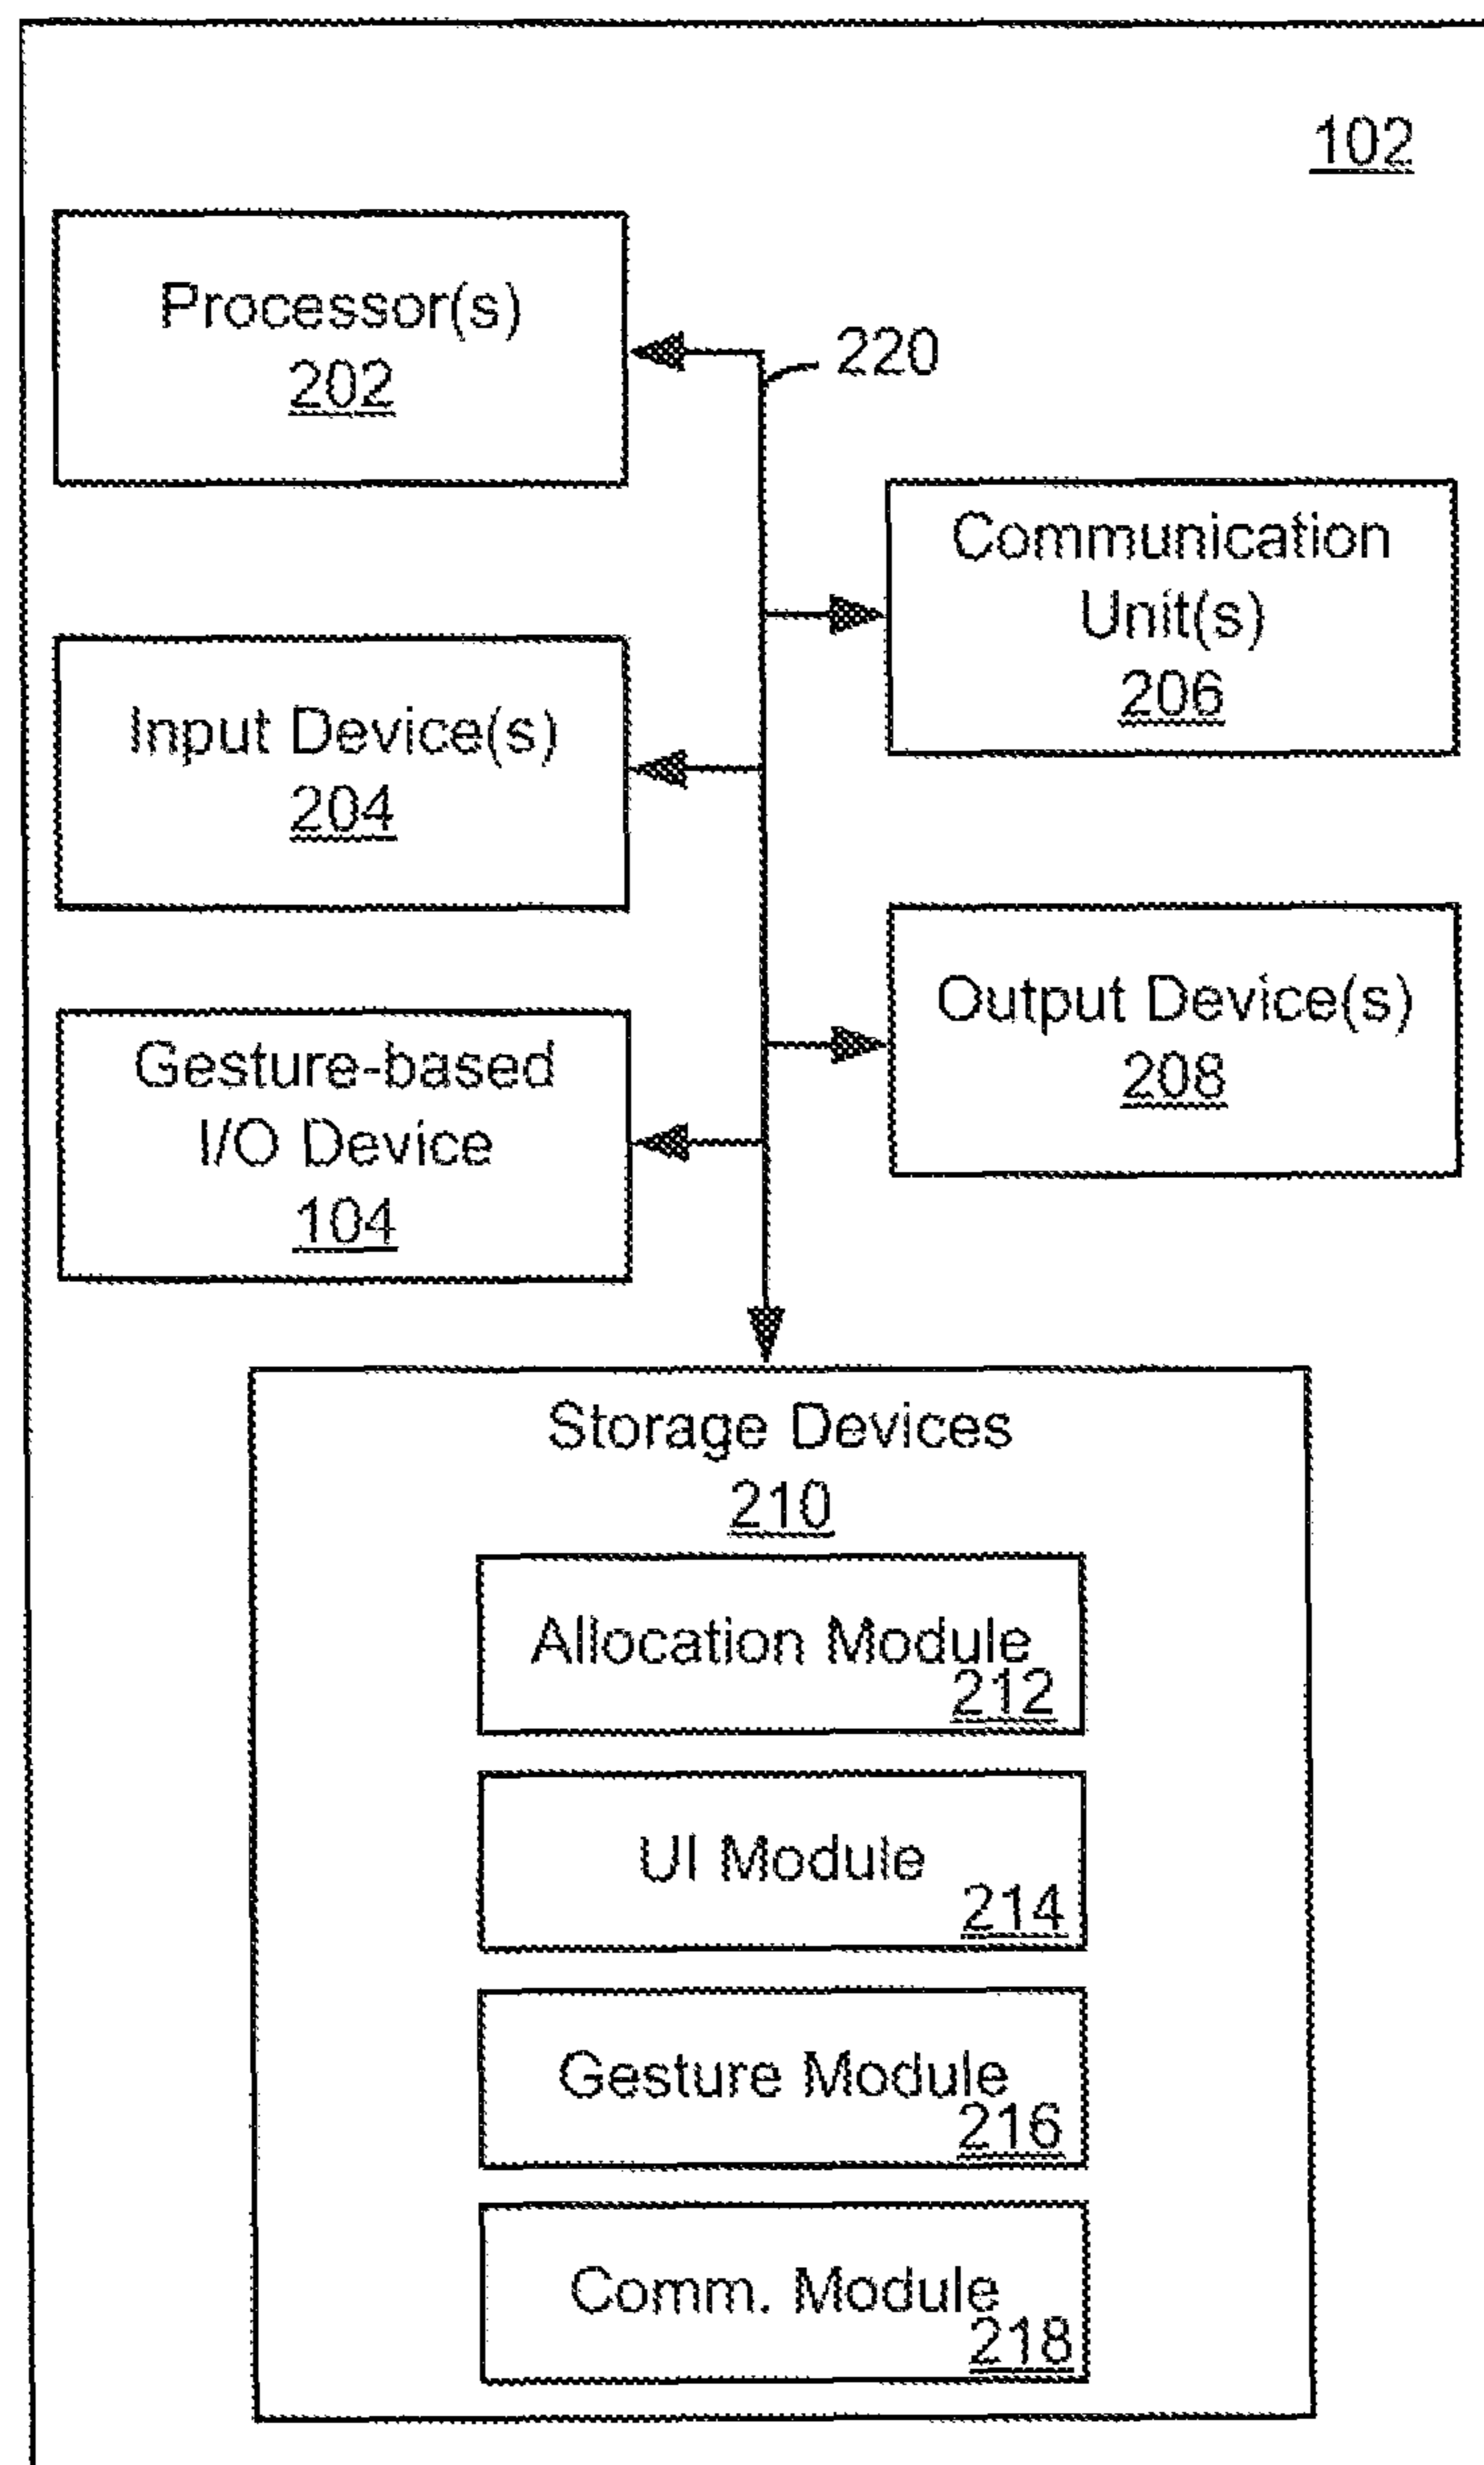 102
Processor(s)
202
220
Communication
Unit(s)
206
Input Device(s)
204
Output Device(s)
208
Gesture-based
I/O Device
104
Storage Devices
210
Allocation Module
212
UI Module
214
Gesture Module
216
Comm. Module
218